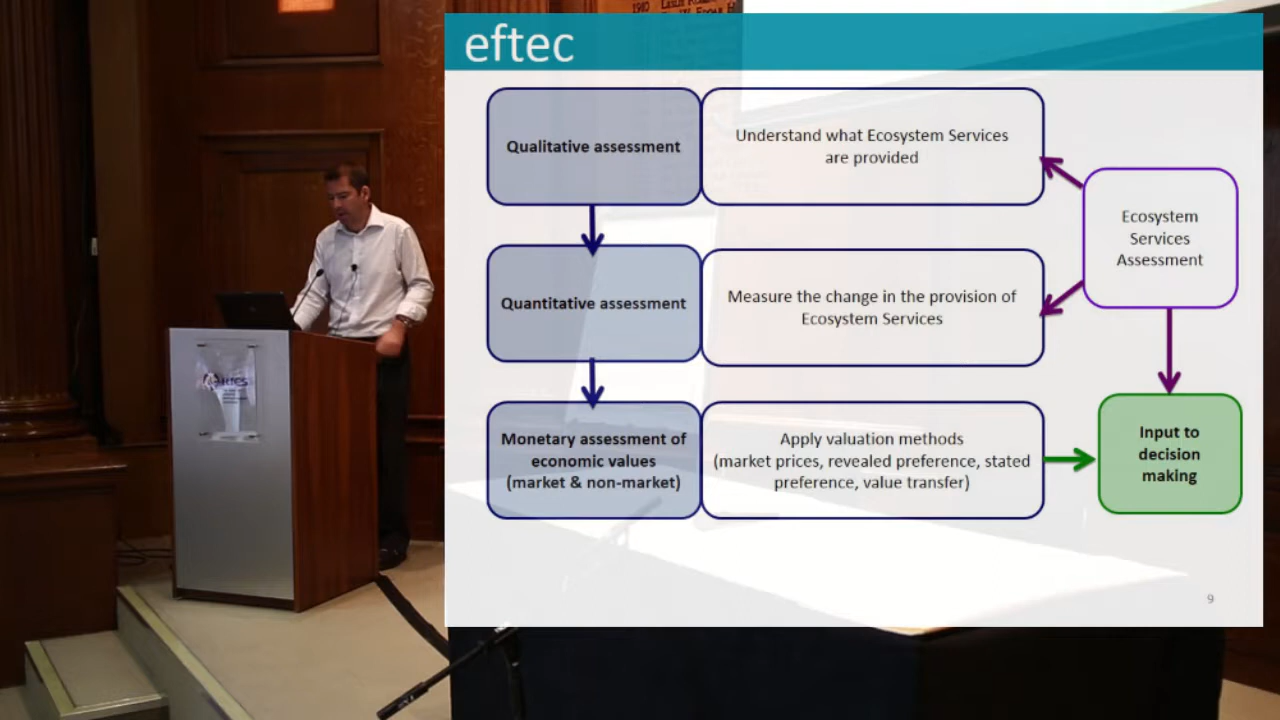 eftec
Qualitative assessment
Understand what Ecosystem Services
are provided
Ecosystem
Services
Assessment
Quantitative assessment
Measure the change in the provision of
Ecosystem Services
Monetary assessment of
economic values
(market & non-market)
Apply valuation methods
(market prices, revealed preference, stated
preference, value transfer)
Input to
decision
making
9